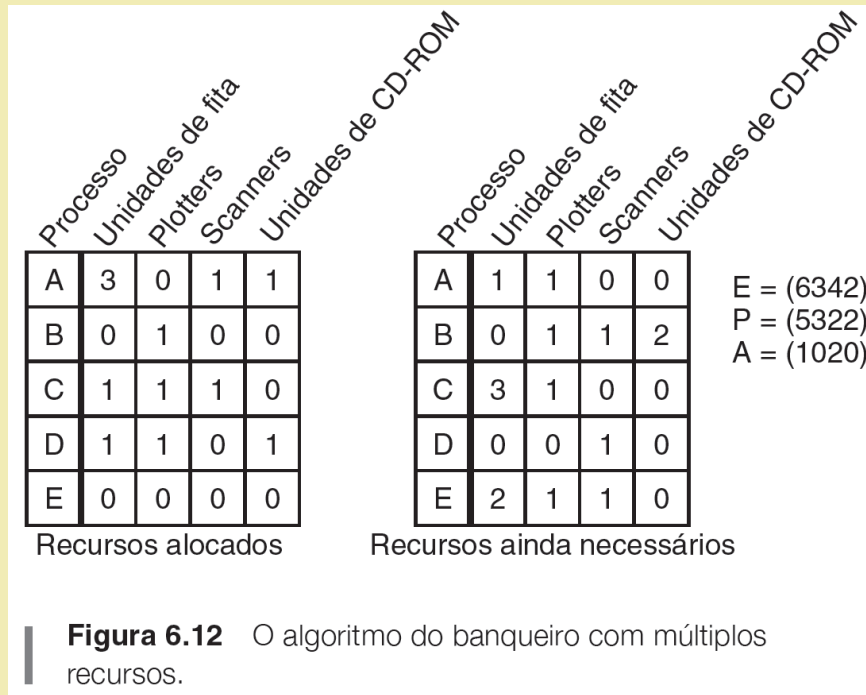 Processo Unidades de fita Plotters Scanners Unidades de CD-ROM
A 3 0 1 1
B 0 1 0 0
C 1 1 1 0
D 1 1 0 1
E 0 0 0 0
Recursos alocados
Processo Unidades de fita Plotters Scanners Unidades de CD-ROM
A 1 1 0 0
B 0 1 1 2
C 3 1 0 0
D 0 0 1 0
E 2 1 1 0
Recursos ainda necessários
E = (6342)
P = (5322)
A = (1020)
Figura 6.12 O algoritmo do banqueiro com múltiplos
recursos.